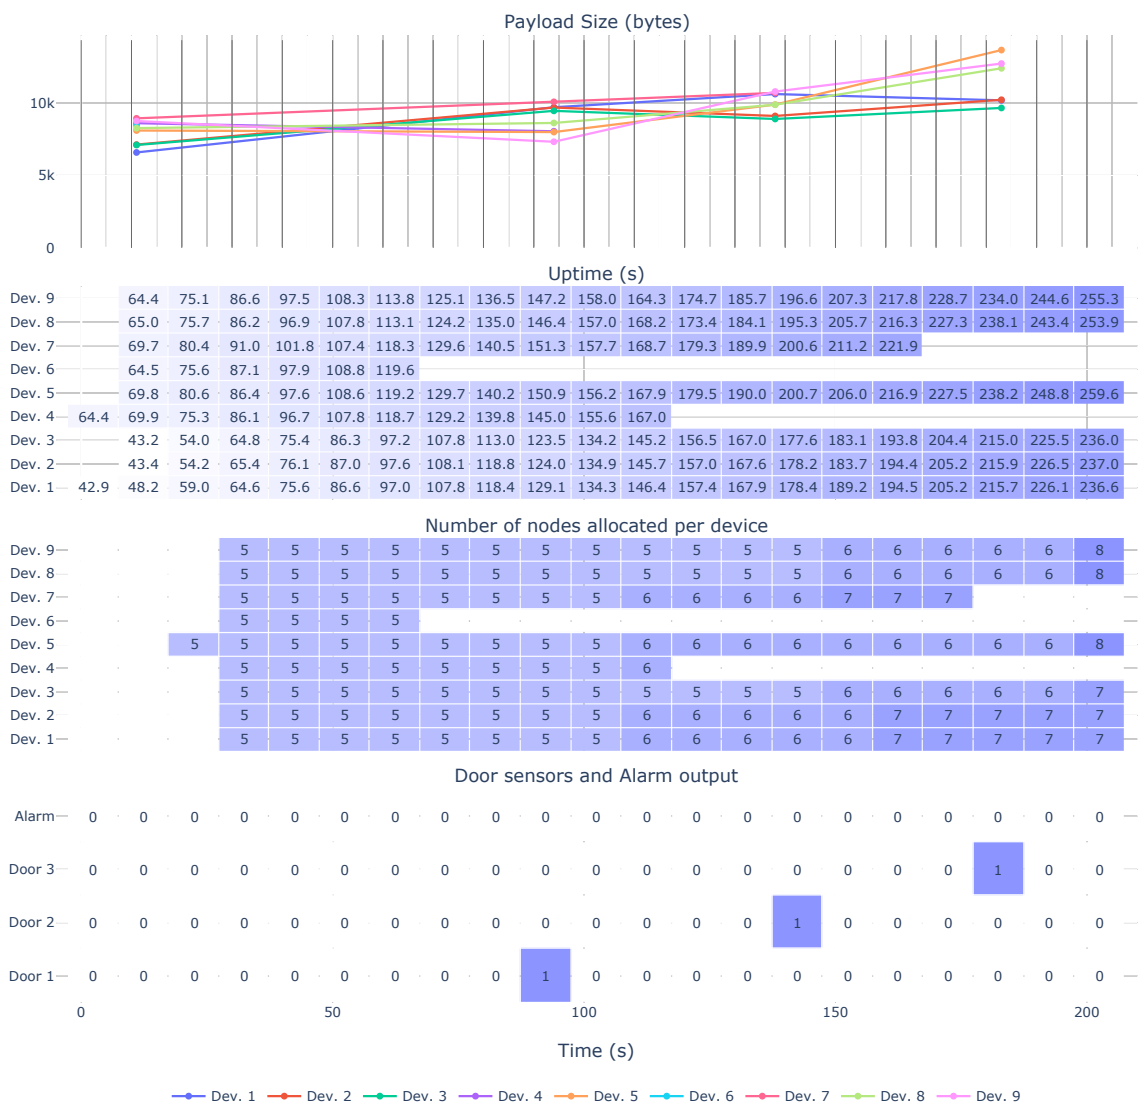 Payload Size (bytes)
10k
5k
0
Uptime (s)
Dev. 9 64.4 75.1 86.6 97.5 108.3 113.8 125.1 136.5 147.2 158.0 164.3 174.7 185.7 196.6 207.3 217.8 228.7 234.0 244.6 255.3
Dev. 8 65.0 75.7 86.2 96.9 107.8 113.1 124.2 135.0 146.4 157.0 168.2 173.4 184.1 195.3 205.7 216.3 227.3 238.1 243.4 253.9
Dev. 7 69.7 80.4 91.0 101.8 107.4 118.3 129.6 140.5 151.3 157.7 168.7 179.3 189.9 200.6 211.2 221.9
Dev. 6 64.5 75.6 87.1 97.9 108.8 119.6
Dev. 5 69.8 80.6 86.4 97.6 108.6 119.2 129.7 140.2 150.9 156.2 167.9 179.5 190.0 200.7 206.0 216.9 227.5 238.2 248.8 259.6
Dev. 4 64.4 69.9 75.3 86.1 96.7 107.8 118.7 129.2 139.8 145.0 155.6 167.0
Dev. 3 43.2 54.0 64.8 75.4 86.3 97.2 107.8 113.0 123.5 134.2 145.2 156.5 167.0 177.6 183.1 193.8 204.4 215.0 225.5 236.0
Dev. 2 43.4 54.2 65.4 76.1 87.0 97.6 108.1 118.8 124.0 134.9 145.7 157.0 167.6 178.2 183.7 194.4 205.2 215.9 226.5 237.0
Dev. 1 42.9 48.2 59.0 64.6 75.6 86.6 97.0 107.8 118.4 129.1 134.3 146.4 157.4 167.9 178.4 189.2 194.5 205.2 215.7 226.1 236.6
Number of nodes allocated per device
Dev. 9 5 5 5 5 5 5 5 5 5 5 5 5 6 6 6 6 6 8
Dev. 8 5 5 5 5 5 5 5 5 5 5 5 5 6 6 6 6 6 8
Dev. 7 5 5 5 5 5 5 5 5 6 6 6 6 7 7 7
Dev. 6 5 5 5 5
Dev. 5 5 5 5 5 5 5 5 5 5 6 6 6 6 6 6 6 6 6 8
Dev. 4 5 5 5 5 5 5 5 5 6
Dev. 3 5 5 5 5 5 5 5 5 5 5 5 5 6 6 6 6 6 7
Dev. 2 5 5 5 5 5 5 5 5 6 6 6 6 6 7 7 7 7 7
Dev. 1 5 5 5 5 5 5 5 5 6 6 6 6 6 7 7 7 7 7
Door sensors and Alarm output
Alarm 0 0 0 0 0 0 0 0 0 0 0 0 0 0 0 0 0 0 0 0 0
Door 3 0 0 0 0 0 0 0 0 0 0 0 0 0 0 0 0 0 0 1 0 0
Door 2 0 0 0 0 0 0 0 0 0 0 0 0 0 0 1 0 0 0 0 0 0
Door 1 0 0 0 0 0 0 0 0 0 1 0 0 0 0 0 0 0 0 0 0 0
0 50 100 150 200
Time (s)
Dev. 1 Dev. 2 Dev. 3 Dev. 4 Dev. 5 Dev. 6 Dev. 7 Dev. 8 Dev. 9